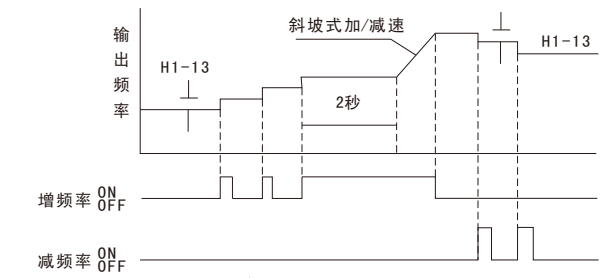 输出频率
斜坡式加/减速
H1-13
H1-13
2秒
增频率 ON
OFF
减频率 ON
OFF